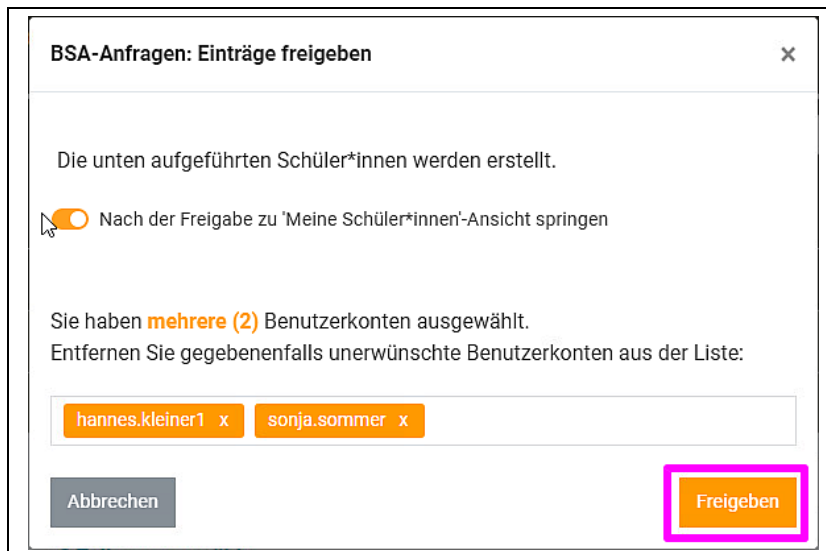 BSA-Anfragen: Einträge freigeben ×
Die unten aufgeführten Schüler*innen werden erstellt.
Nach der Freigabe zu 'Meine Schüler*innen'-Ansicht springen
Sie haben mehrere (2) Benutzerkonten ausgewählt.
Entfernen Sie gegebenenfalls unerwünschte Benutzerkonten aus der Liste:
hannes.kleiner1 x sonja.sommer x
Abbrechen Freigeben